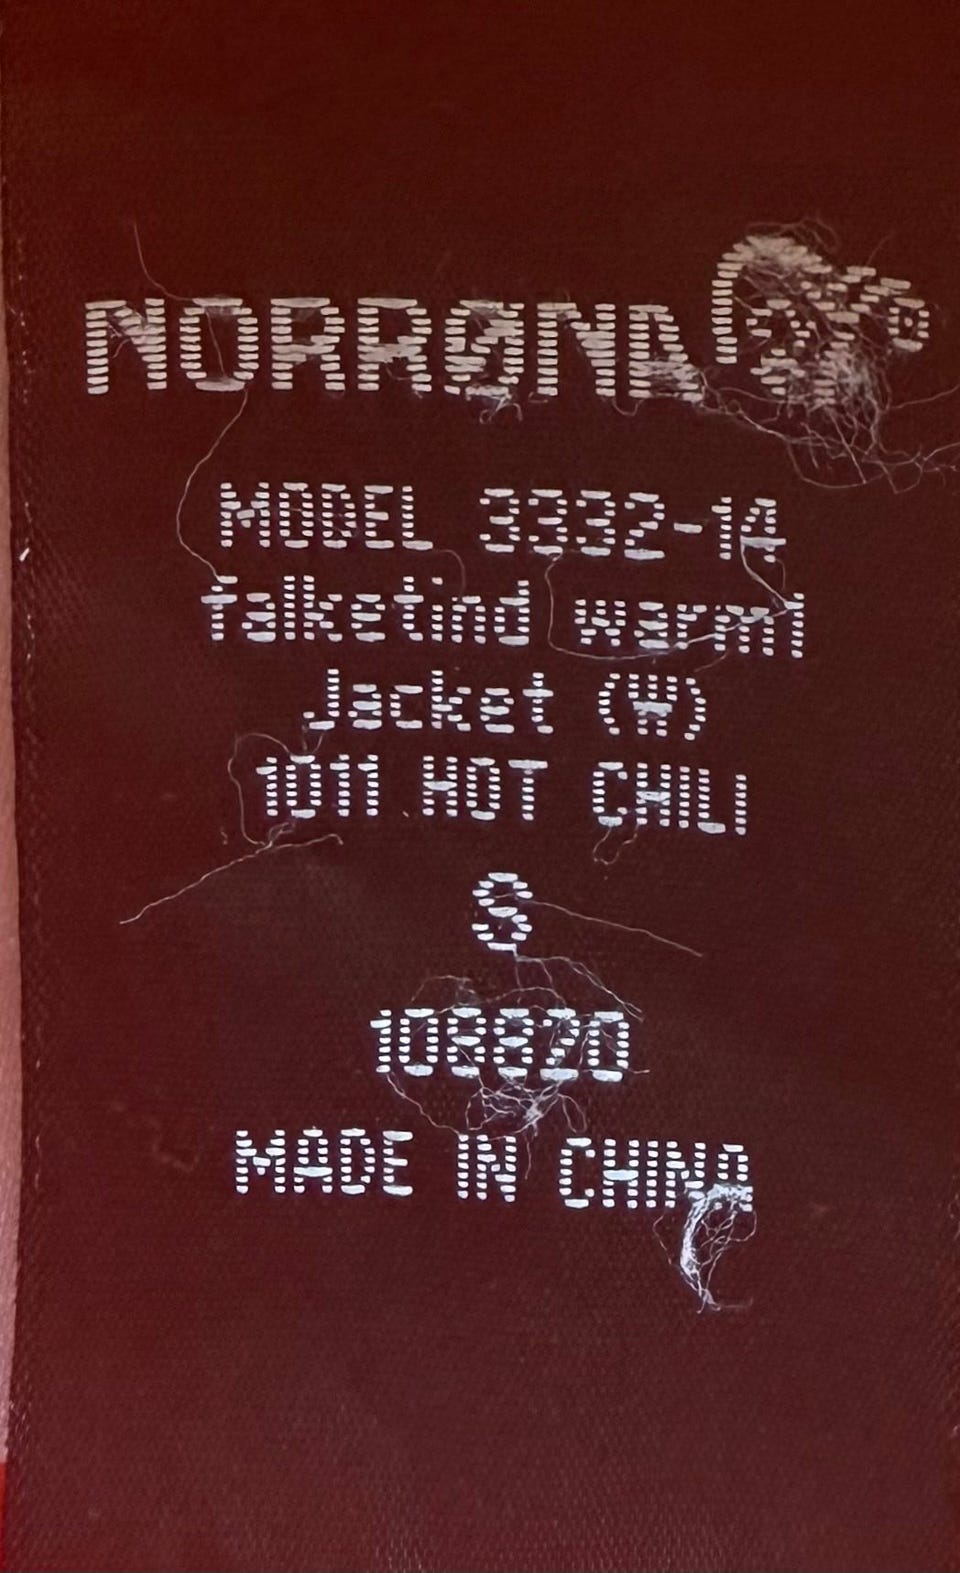 NORRØNA
MODEL 3332-14
falketind warm1
Jacket (W)
1011 HOT CHILI
S
108820
MADE IN CHINA